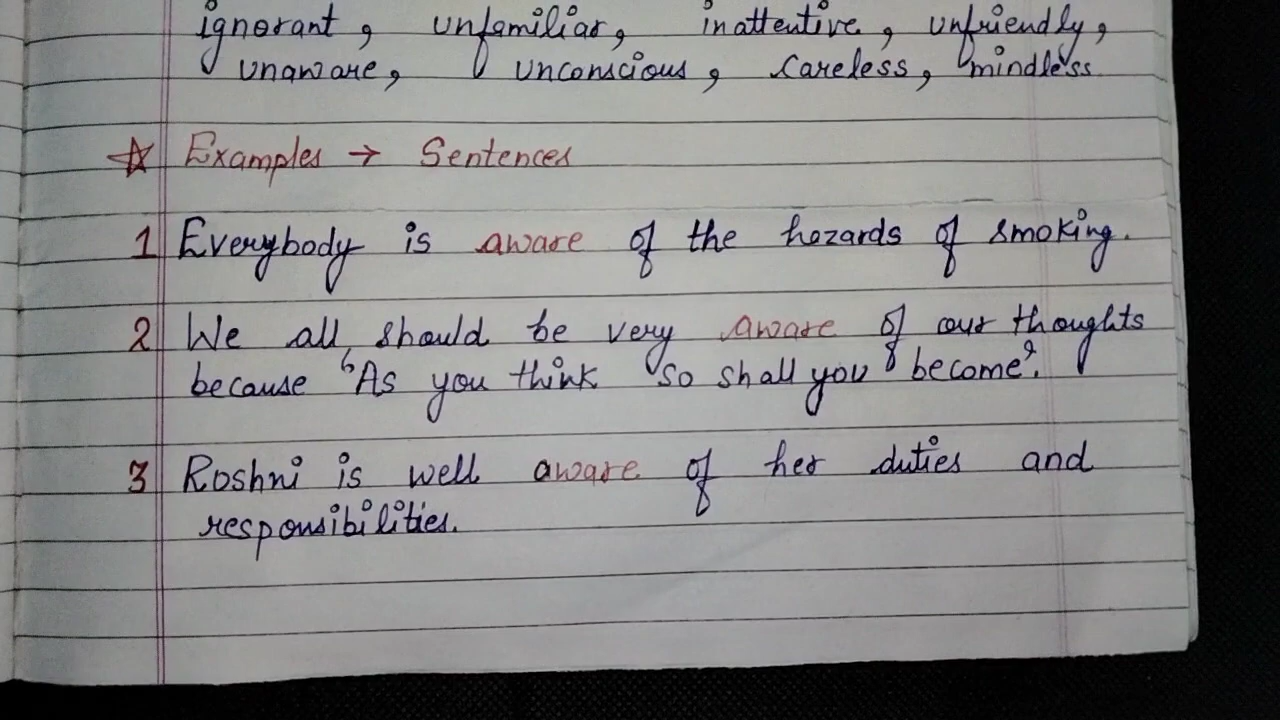 ignorant, unfamiliar, inattentive, unfriendly,
unaware, unconscious, careless, mindless
☆ Examples → Sentences
1 Everybody is aware of the hazards of smoking.
2 We all should be very aware of our thoughts
because 'As you think so shall you become'.
3 Roshni is well aware of her duties and
responsibilities.